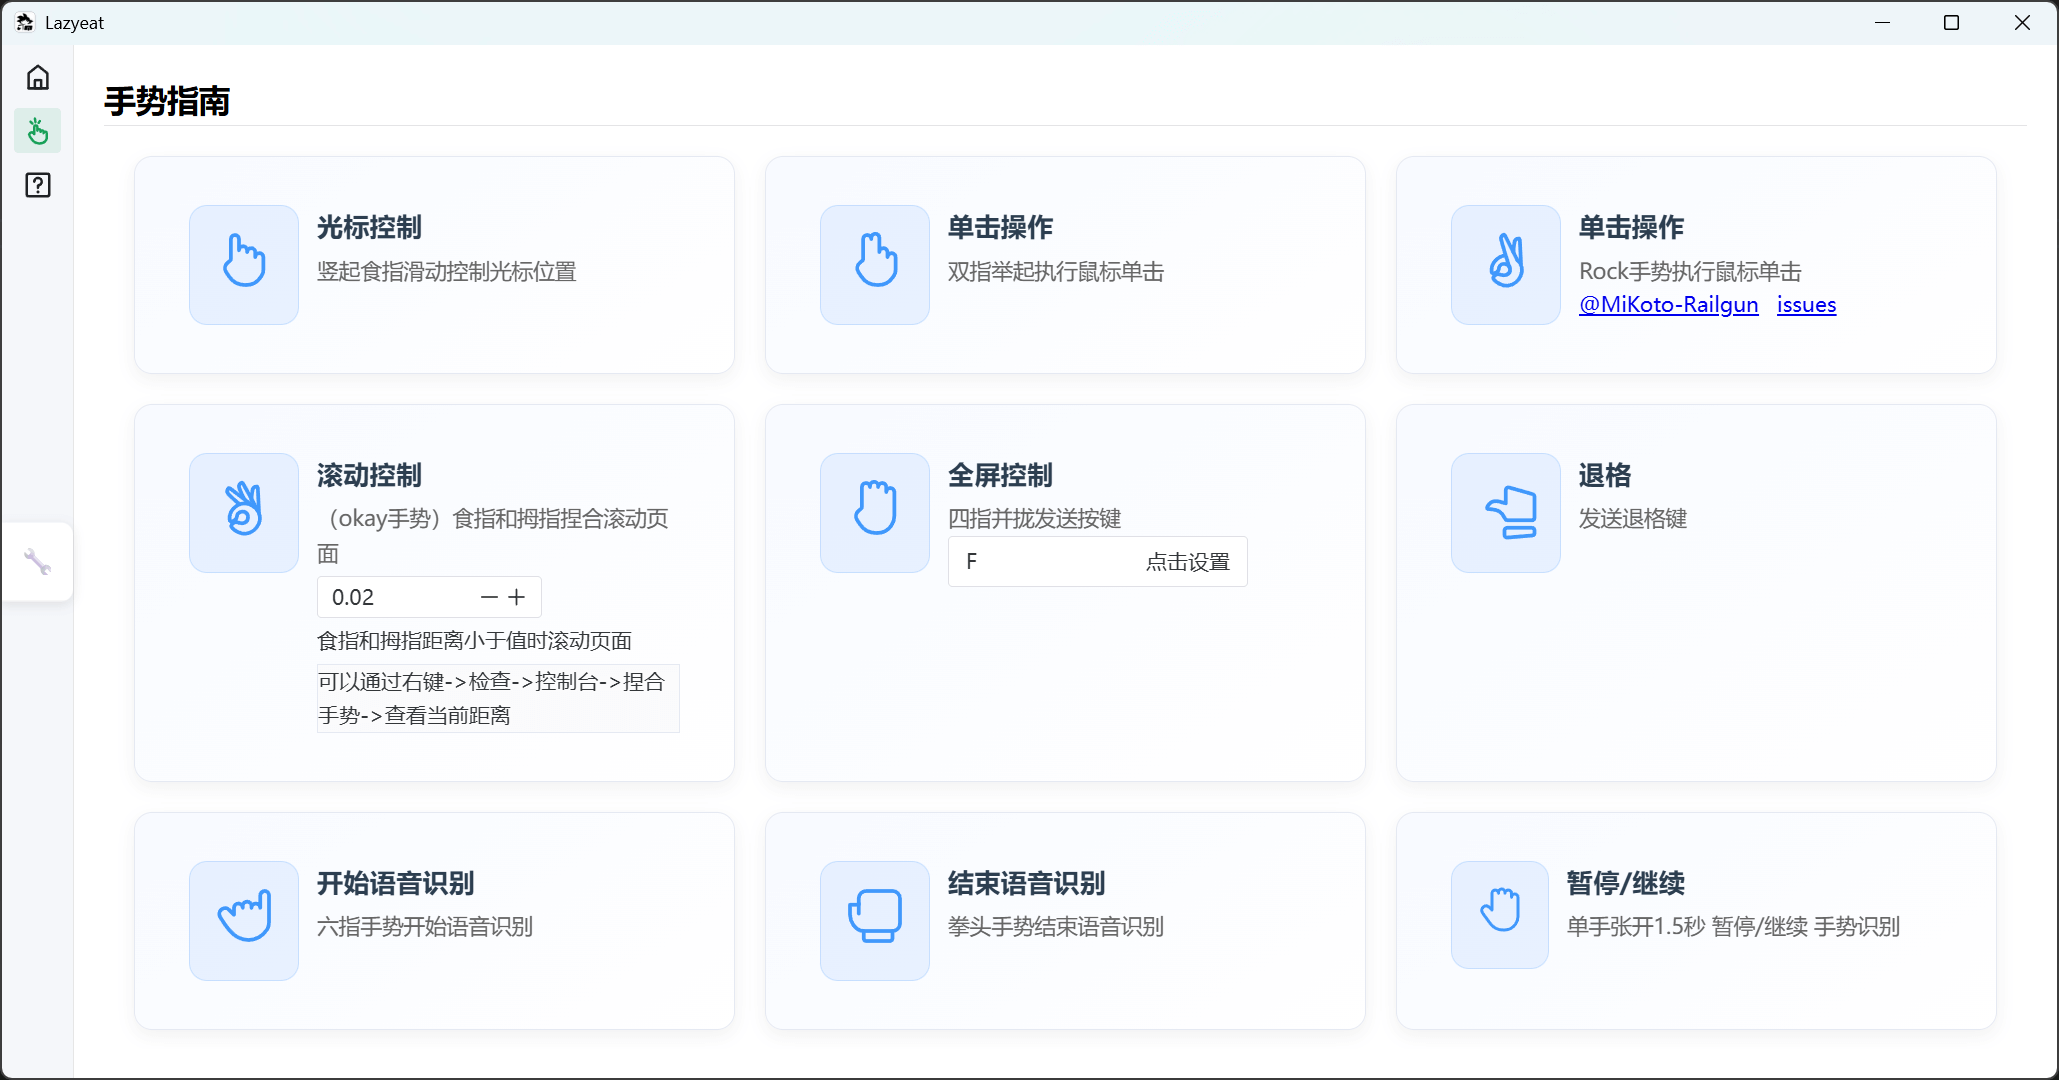 Lazyeat
手势指南
光标控制
竖起食指滑动控制光标位置
单击操作
双指举起执行鼠标单击
单击操作
Rock手势执行鼠标单击
@MiKoto-Railgun issues
滚动控制
（okay手势）食指和拇指捏合滚动页
面
0.02
食指和拇指距离小于值时滚动页面
可以通过右键->检查->控制台->捏合
手势->查看当前距离
全屏控制
四指并拢发送按键
F 点击设置
退格
发送退格键
开始语音识别
六指手势开始语音识别
结束语音识别
拳头手势结束语音识别
暂停/继续
单手张开1.5秒 暂停/继续 手势识别